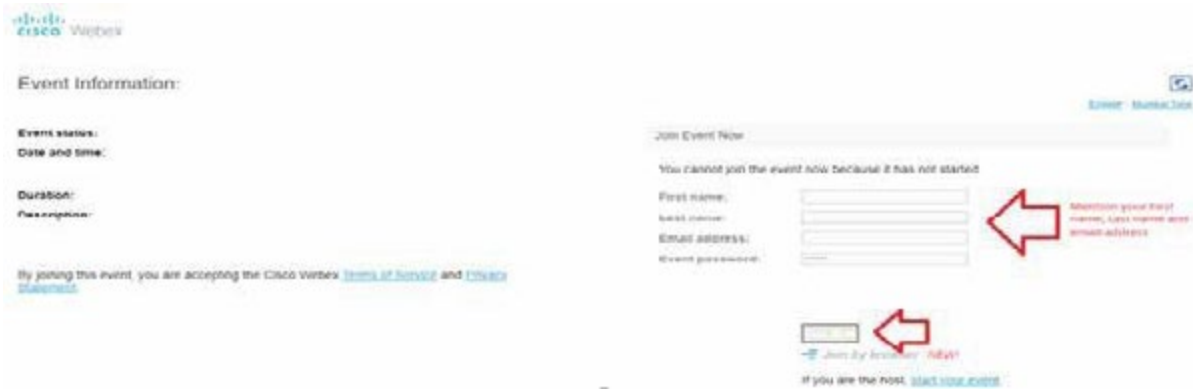 cisco Webex
Event Information:
English : Mumbai Time
Event status:
Date and time:
Duration:
Description:
By joining this event, you are accepting the Cisco Webex Terms of Service and Privacy
Statement
Join Event Now
You cannot join the event now because it has not started
First name:
Last name:
Email address:
Event password:
Mention your first
name, Last name and
email address
Join by browser NEW!
If you are the host, start your event